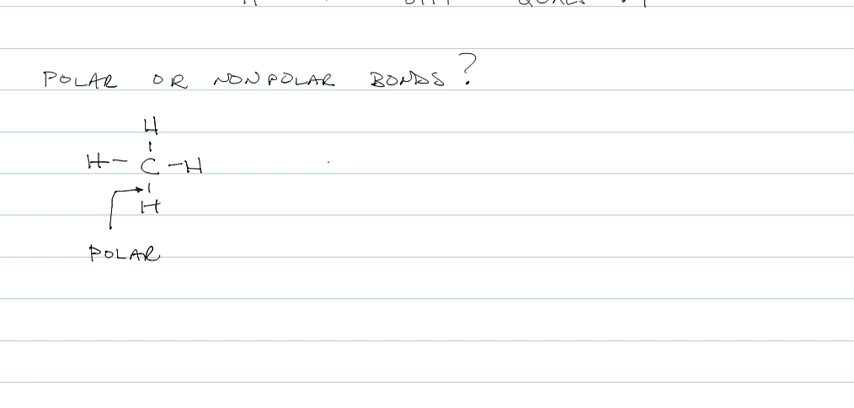 POLAR OR NONPOLAR BONDS?
H
H - C - H
H
POLAR